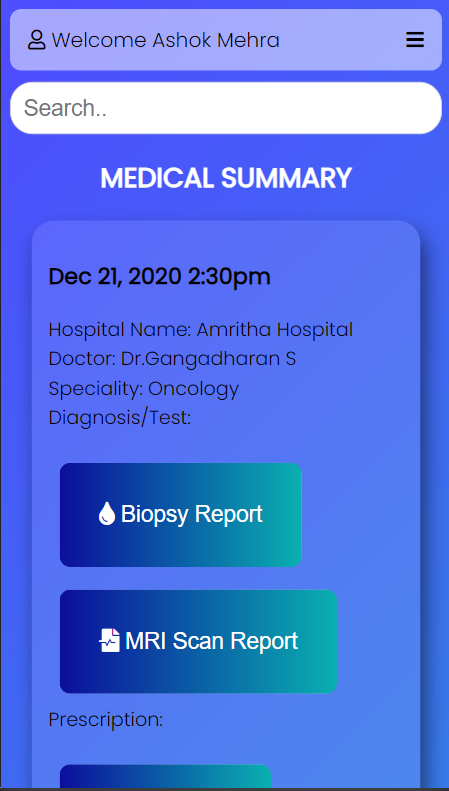 Welcome Ashok Mehra
Search..
MEDICAL SUMMARY
Dec 21, 2020 2:30pm
Hospital Name: Amritha Hospital
Doctor: Dr.Gangadharan S
Speciality: Oncology
Diagnosis/Test:
Biopsy Report
MRI Scan Report
Prescription: